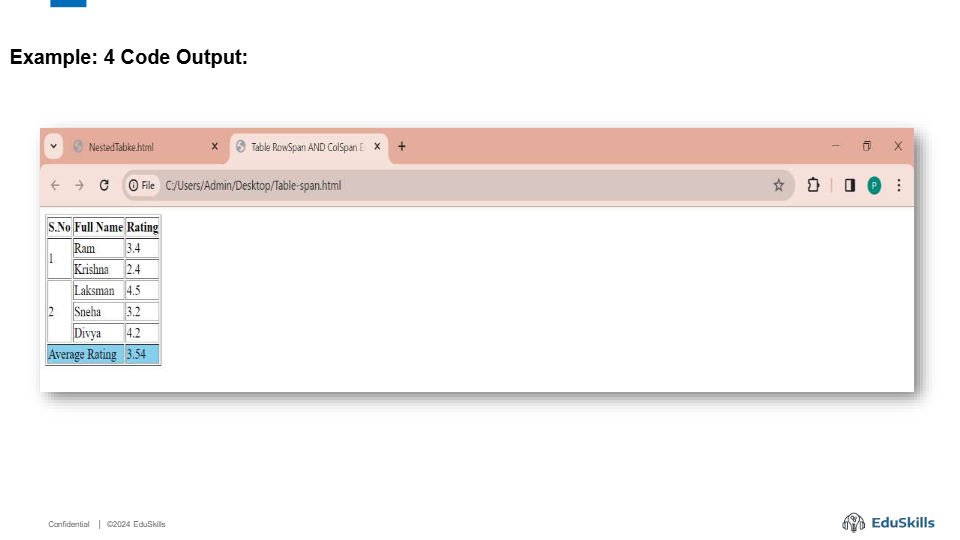 Example: 4 Code Output:
NestedTabke.html
Table RowSpan AND ColSpan E
File C:/Users/Admin/Desktop/Table-span.html
P
S.No Full Name Rating
1 Ram 3.4
Krishna 2.4
2 Laksman 4.5
Sneha 3.2
Divya 4.2
Average Rating 3.54
Confidential | ©2024 EduSkills
EduSkills